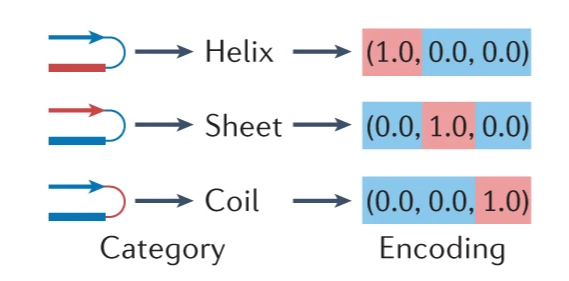 Helix (1.0, 0.0, 0.0)
Sheet (0.0, 1.0, 0.0)
Coil (0.0, 0.0, 1.0)
Category Encoding